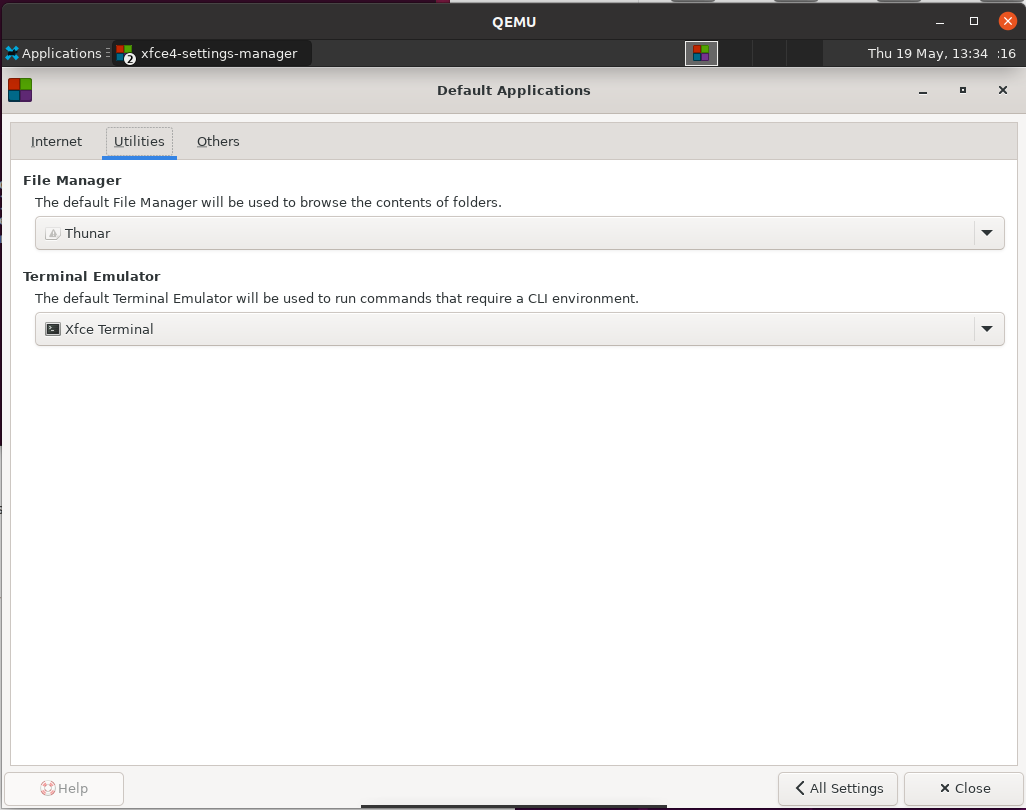 QEMU
Applications
2
xfce4-settings-manager
Thu 19 May, 13:34 :16
Default Applications
Internet
Utilities
Others
File Manager
The default File Manager will be used to browse the contents of folders.
Thunar
Terminal Emulator
The default Terminal Emulator will be used to run commands that require a CLI environment.
Xfce Terminal
Help
All Settings
Close